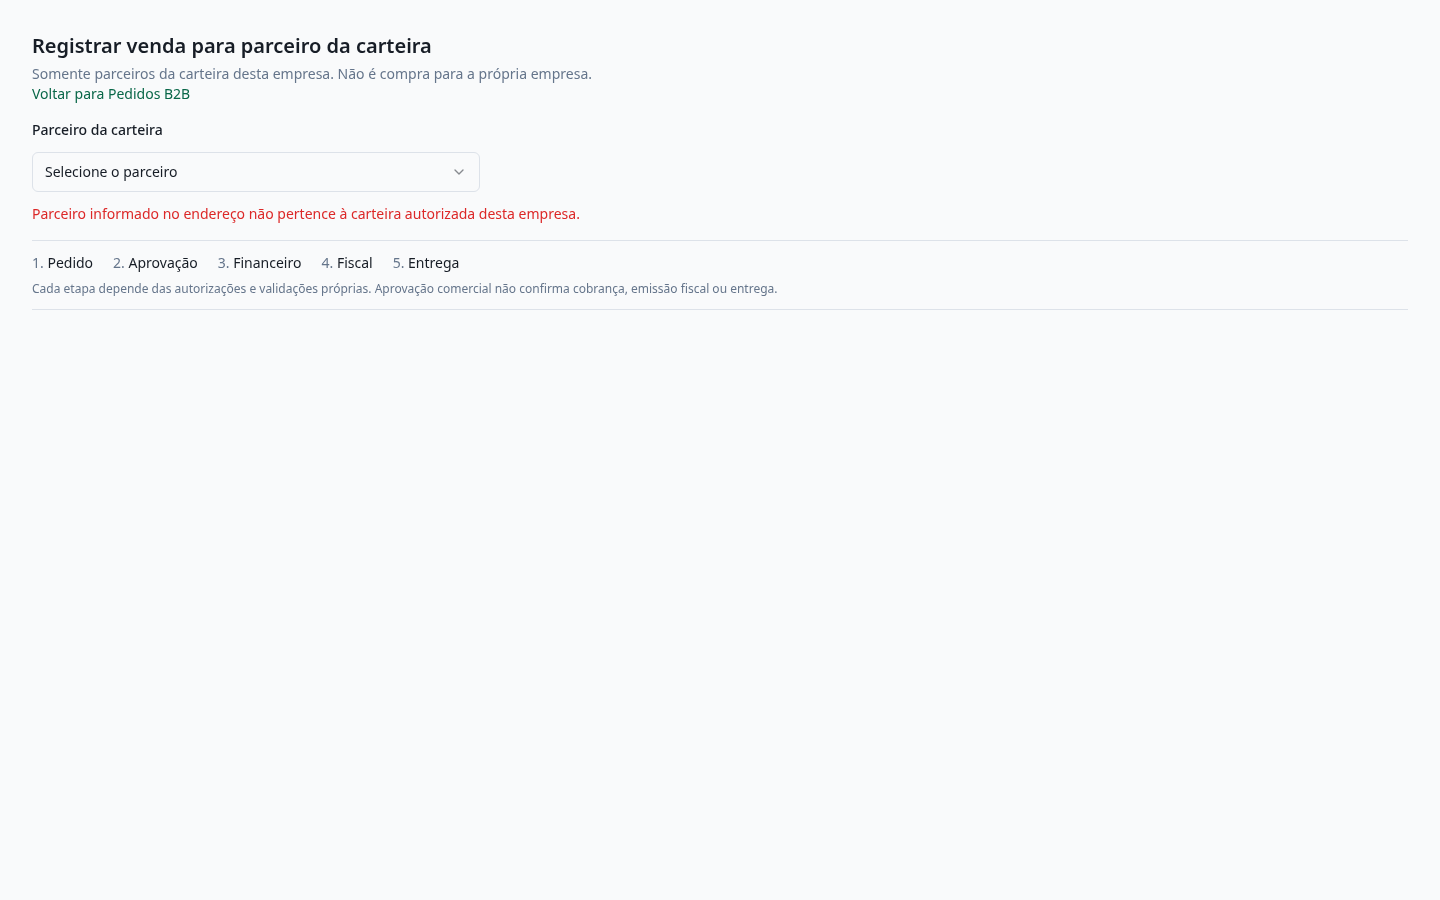 Registrar venda para parceiro da carteira
Somente parceiros da carteira desta empresa. Não é compra para a própria empresa.
Voltar para Pedidos B2B
Parceiro da carteira
Selecione o parceiro
Parceiro informado no endereço não pertence à carteira autorizada desta empresa.
1. Pedido 2. Aprovação 3. Financeiro 4. Fiscal 5. Entrega
Cada etapa depende das autorizações e validações próprias. Aprovação comercial não confirma cobrança, emissão fiscal ou entrega.